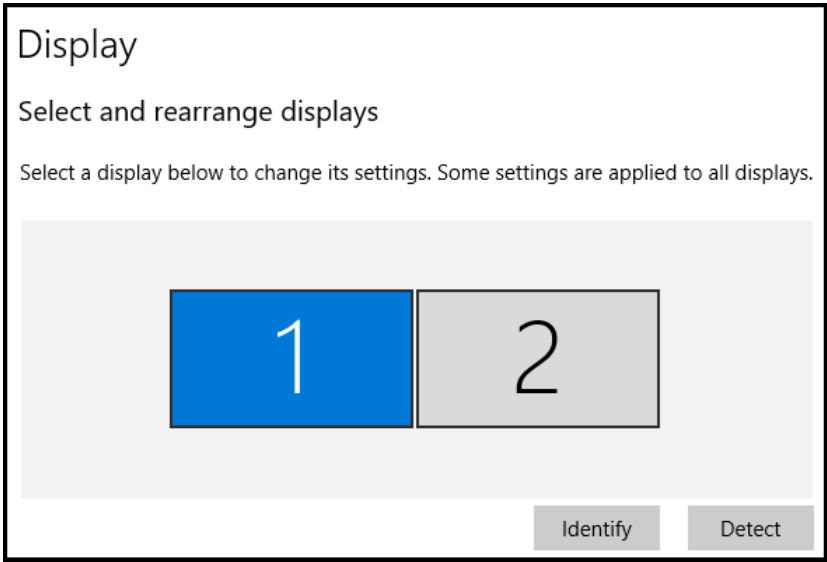 Display
Select and rearrange displays
Select a display below to change its settings. Some settings are applied to all displays.
1 2
Identify Detect